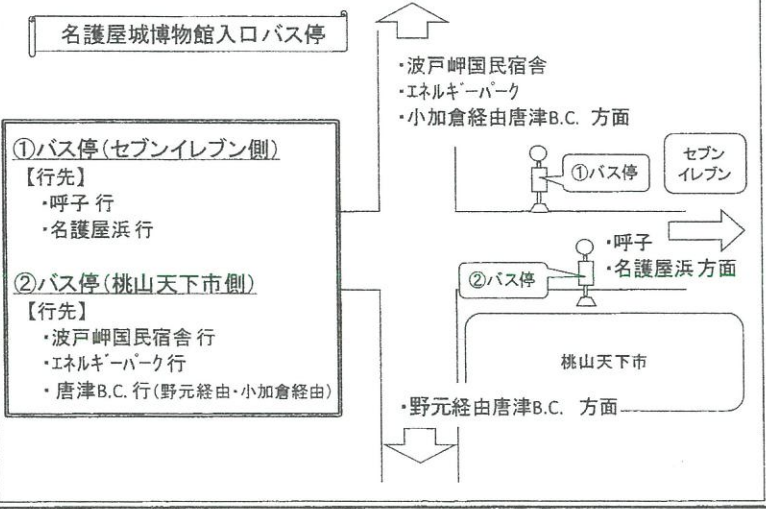 名護屋城博物館入口バス停
・波戸岬国民宿舎
・エネルギーパーク
・小加倉経由唐津B.C. 方面
①バス停(セブンイレブン側)
【行先】
・呼子 行
・名護屋浜 行
②バス停(桃山天下市側)
【行先】
・波戸岬国民宿舎 行
・エネルギーパーク 行
・唐津B.C. 行(野元経由・小加倉経由)
①バス停
セブン
イレブン
・呼子
・名護屋浜 方面
②バス停
桃山天下市
・野元経由唐津B.C. 方面